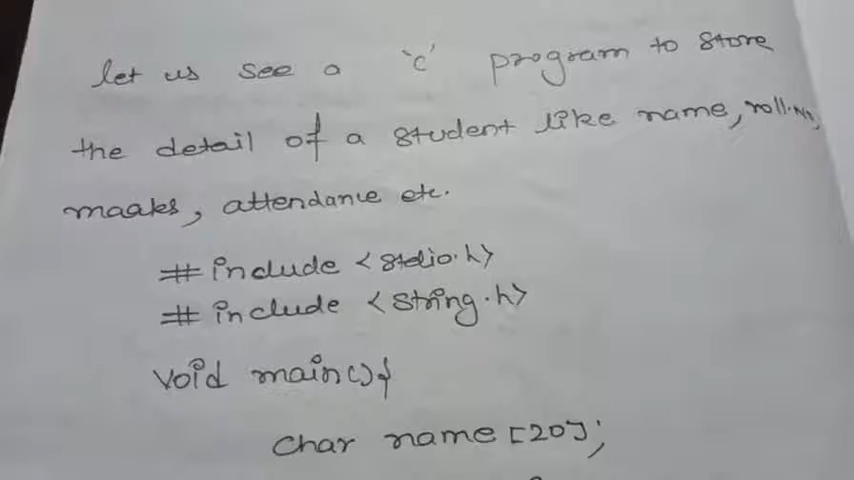 let us see a 'c' program to store
the detail of a student like name, roll.No,
maaks, attendance etc.
# include <stdio.h>
# include <string.h>
void main(){
char name [20];